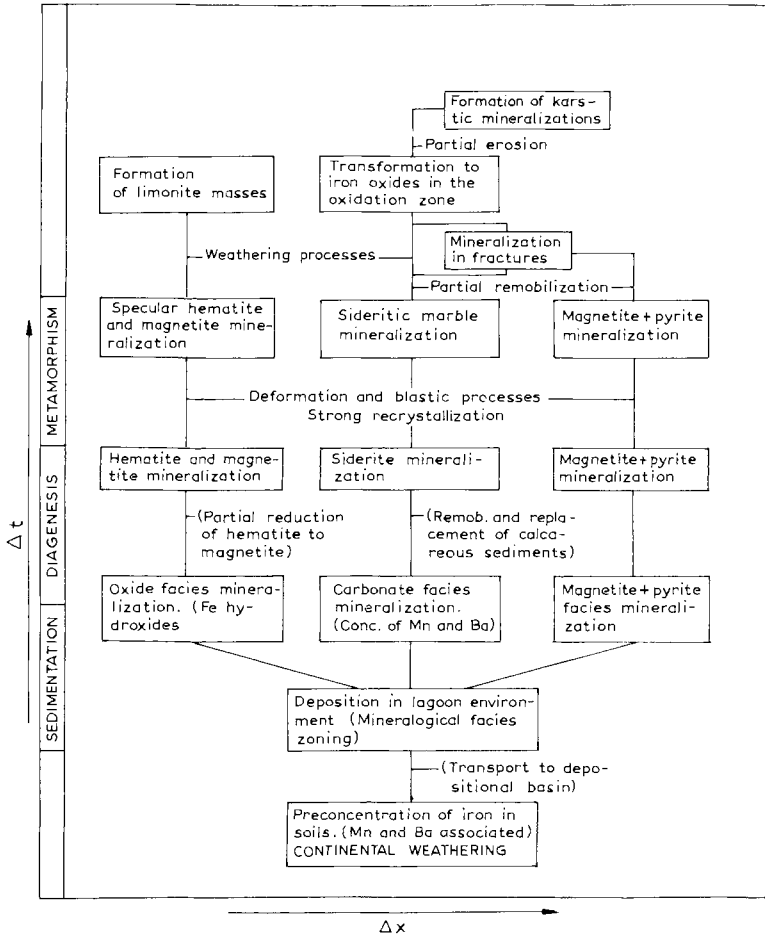 Formation of kars-
tic mineralizations
Partial erosion
Formation
of limonite masses
Transformation to
iron oxides in the
oxidation zone
Mineralization
in fractures
Weathering processes
Partial remobilization
METAMORPHISM
Specular hematite
and magnetite mine-
ralization
Sideritic marble
mineralization
Magnetite+pyrite
mineralization
Deformation and blastic processes
Strong recrystallization
DIAGENESIS
Hematite and magne-
tite mineralization
Siderite minerali-
zation
Magnetite+pyrite
mineralization
(Partial reduction
of hematite to
magnetite)
(Remob. and repla-
cement of calca-
reous sediments)
Δt
SEDIMENTATION
Oxide facies minera-
lization. (Fe hy-
droxides
Carbonate facies
mineralization.
(Conc. of Mn and Ba)
Magnetite+pyrite
facies minerali-
zation
Deposition in lagoon environ-
ment (Mineralogical facies
zoning)
(Transport to depo-
sitional basin)
Preconcentration of iron in
soils. (Mn and Ba associated)
CONTINENTAL WEATHERING
Δx